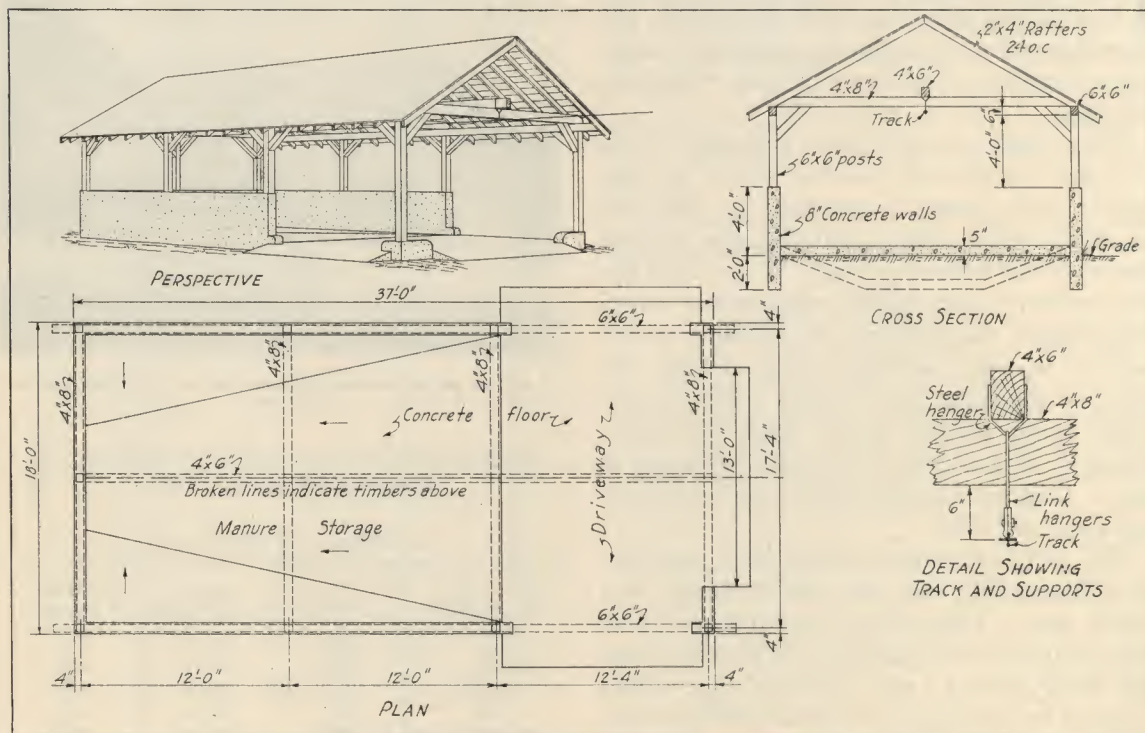 PERSPECTIVE
2"x4" Rafters
24 o.c
4"x6"
4"x8"
6"x6"
Track
6"
4'-0"
6"x6" posts
4'-0"
8" Concrete walls
5"
Grade
2'-0"
CROSS SECTION
37'-0"
6"x6"
4"
4"x8"
4"x8"
4"x8"
4"x8"
Concrete floor
18'-0"
4"x6"
Broken lines indicate timbers above
Driveway
13'-0"
17'-4"
Manure Storage
6"x6"
4"
4"
12'-0"
12'-0"
12'-4"
4"
PLAN
4"x6"
Steel
hanger
4"x8"
6"
Link
hangers
Track
DETAIL SHOWING
TRACK AND SUPPORTS